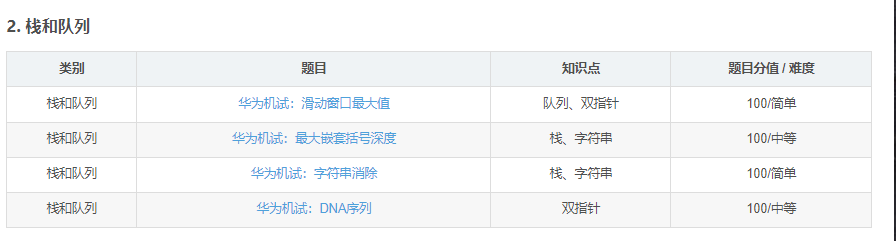 2. 栈和队列
类别 题目 知识点 题目分值 / 难度
栈和队列 华为机试：滑动窗口最大值 队列、双指针 100/简单
栈和队列 华为机试：最大嵌套括号深度 栈、字符串 100/中等
栈和队列 华为机试：字符串消除 栈、字符串 100/简单
栈和队列 华为机试：DNA序列 双指针 100/中等